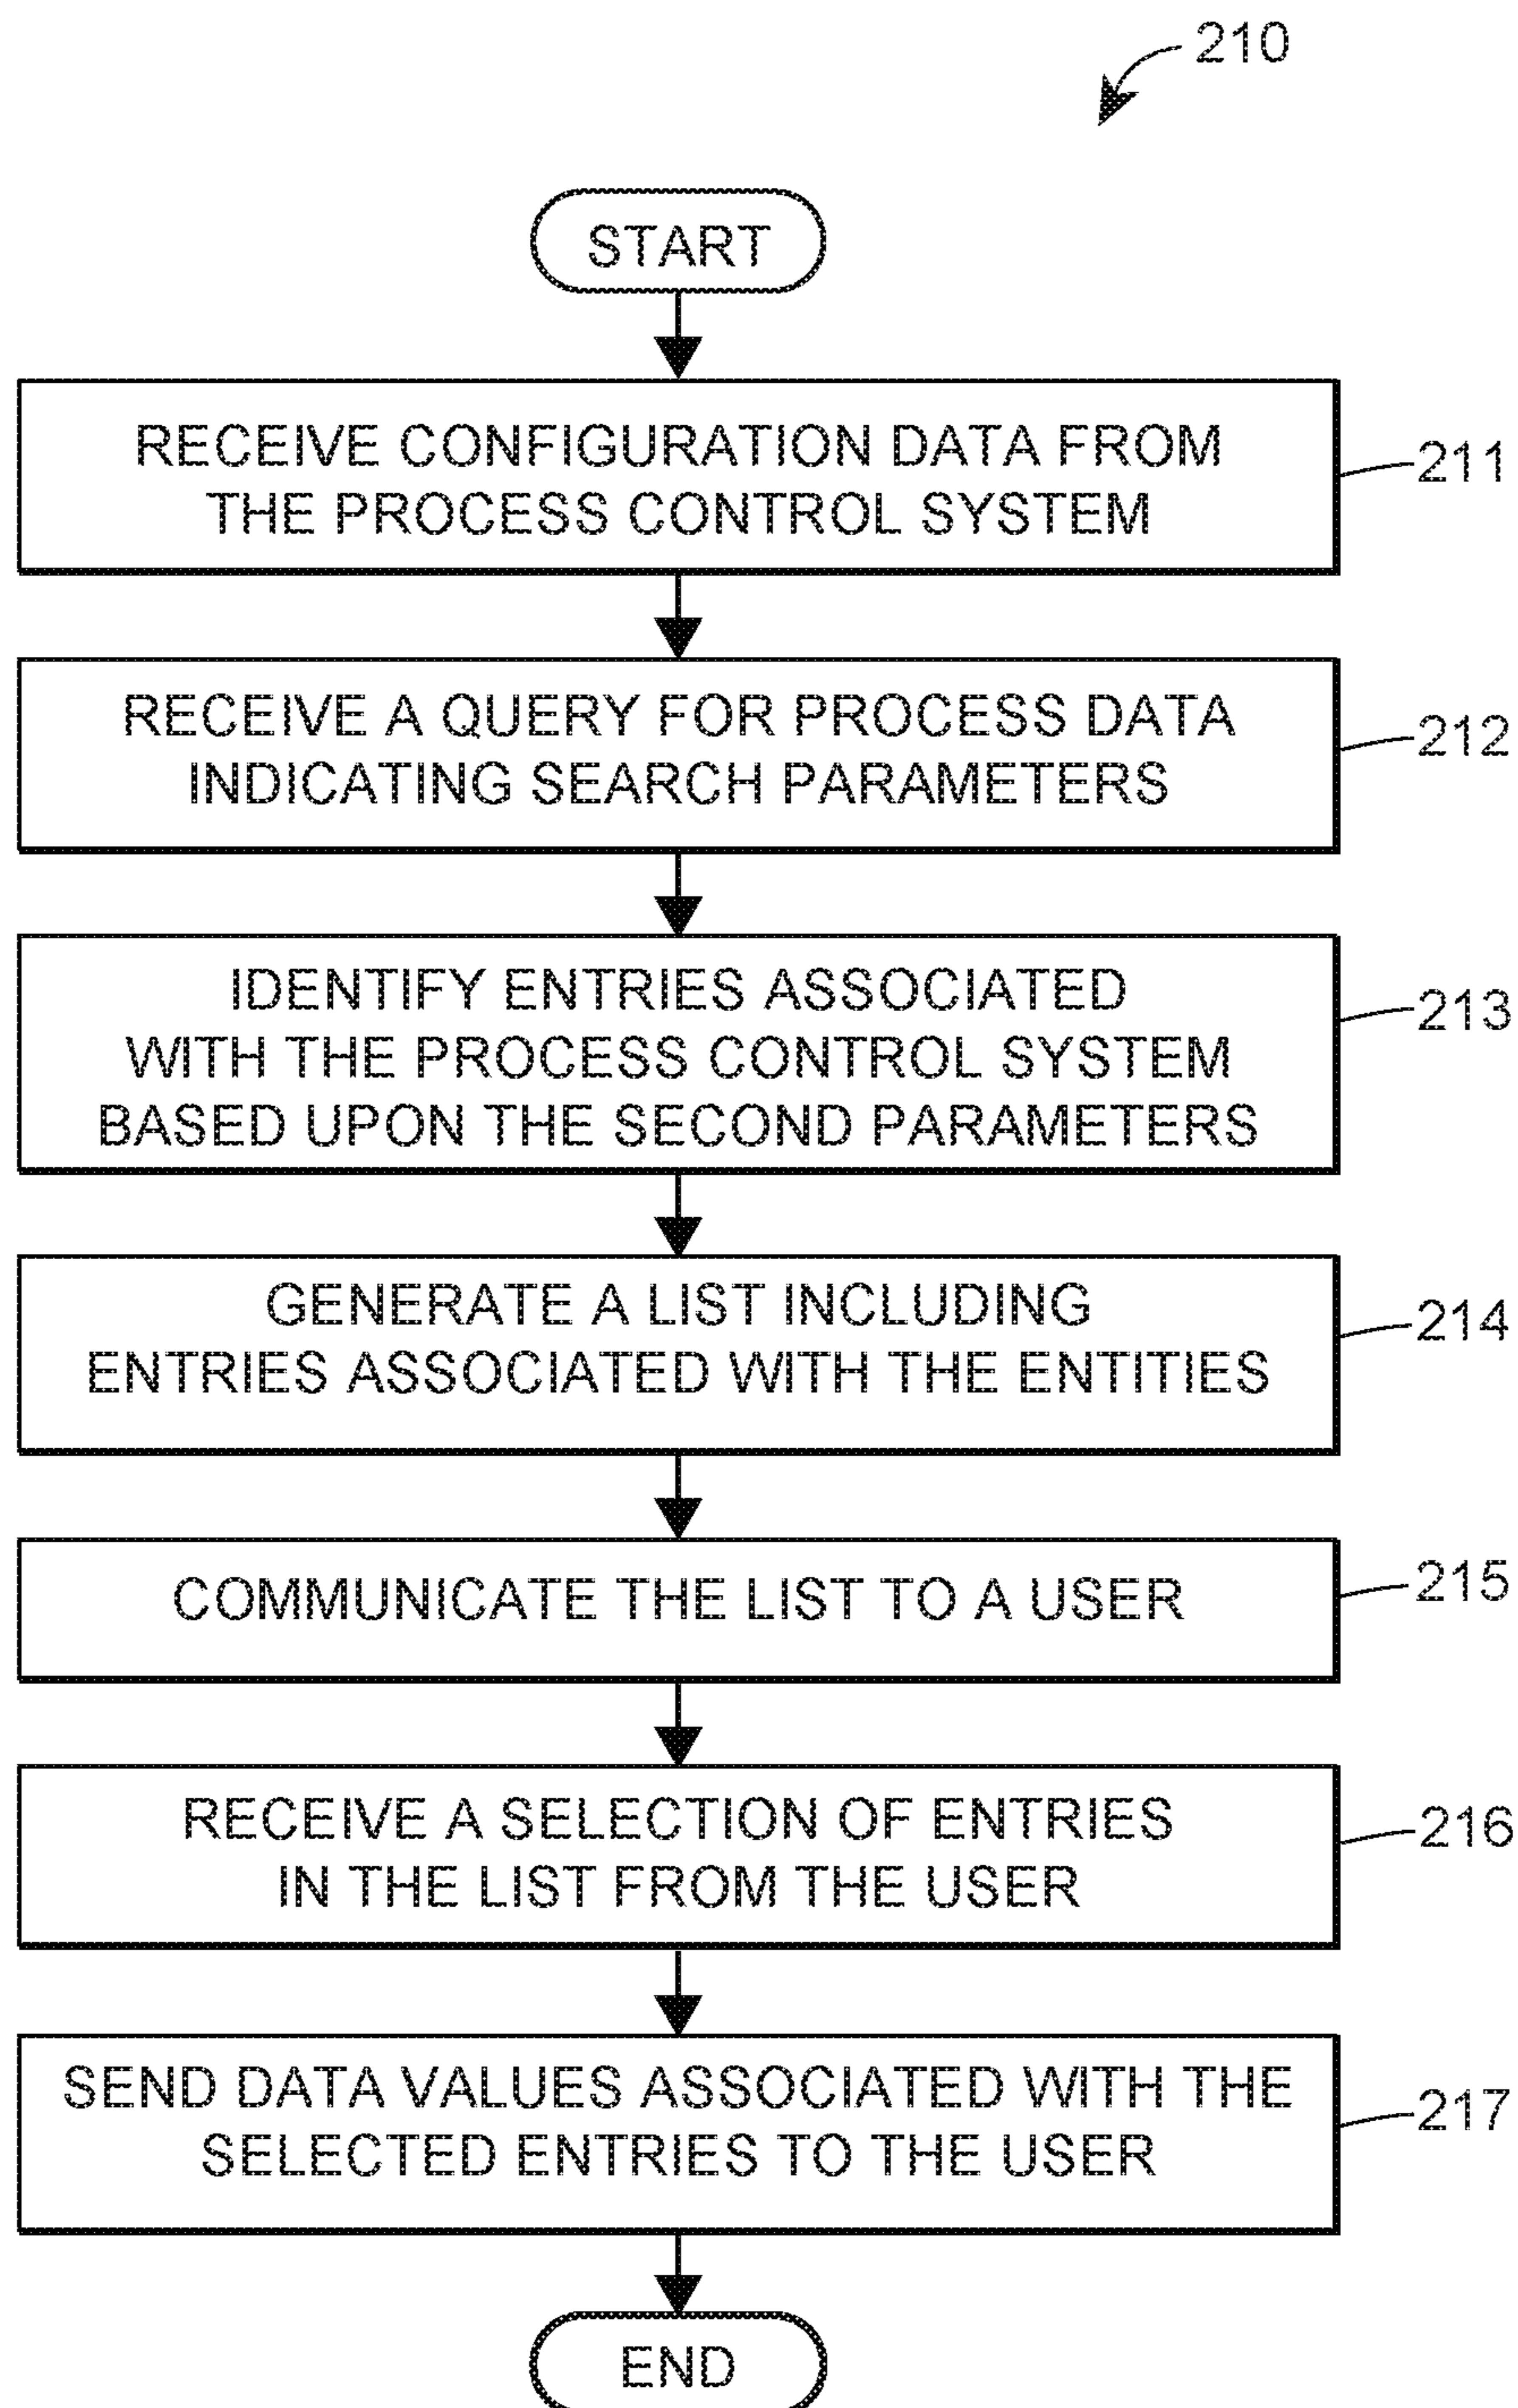 210
START
RECEIVE CONFIGURATION DATA FROM
THE PROCESS CONTROL SYSTEM
211
RECEIVE A QUERY FOR PROCESS DATA
INDICATING SEARCH PARAMETERS
212
IDENTIFY ENTRIES ASSOCIATED
WITH THE PROCESS CONTROL SYSTEM
BASED UPON THE SECOND PARAMETERS
213
GENERATE A LIST INCLUDING
ENTRIES ASSOCIATED WITH THE ENTITIES
214
COMMUNICATE THE LIST TO A USER
215
RECEIVE A SELECTION OF ENTRIES
IN THE LIST FROM THE USER
216
SEND DATA VALUES ASSOCIATED WITH THE
SELECTED ENTRIES TO THE USER
217
END